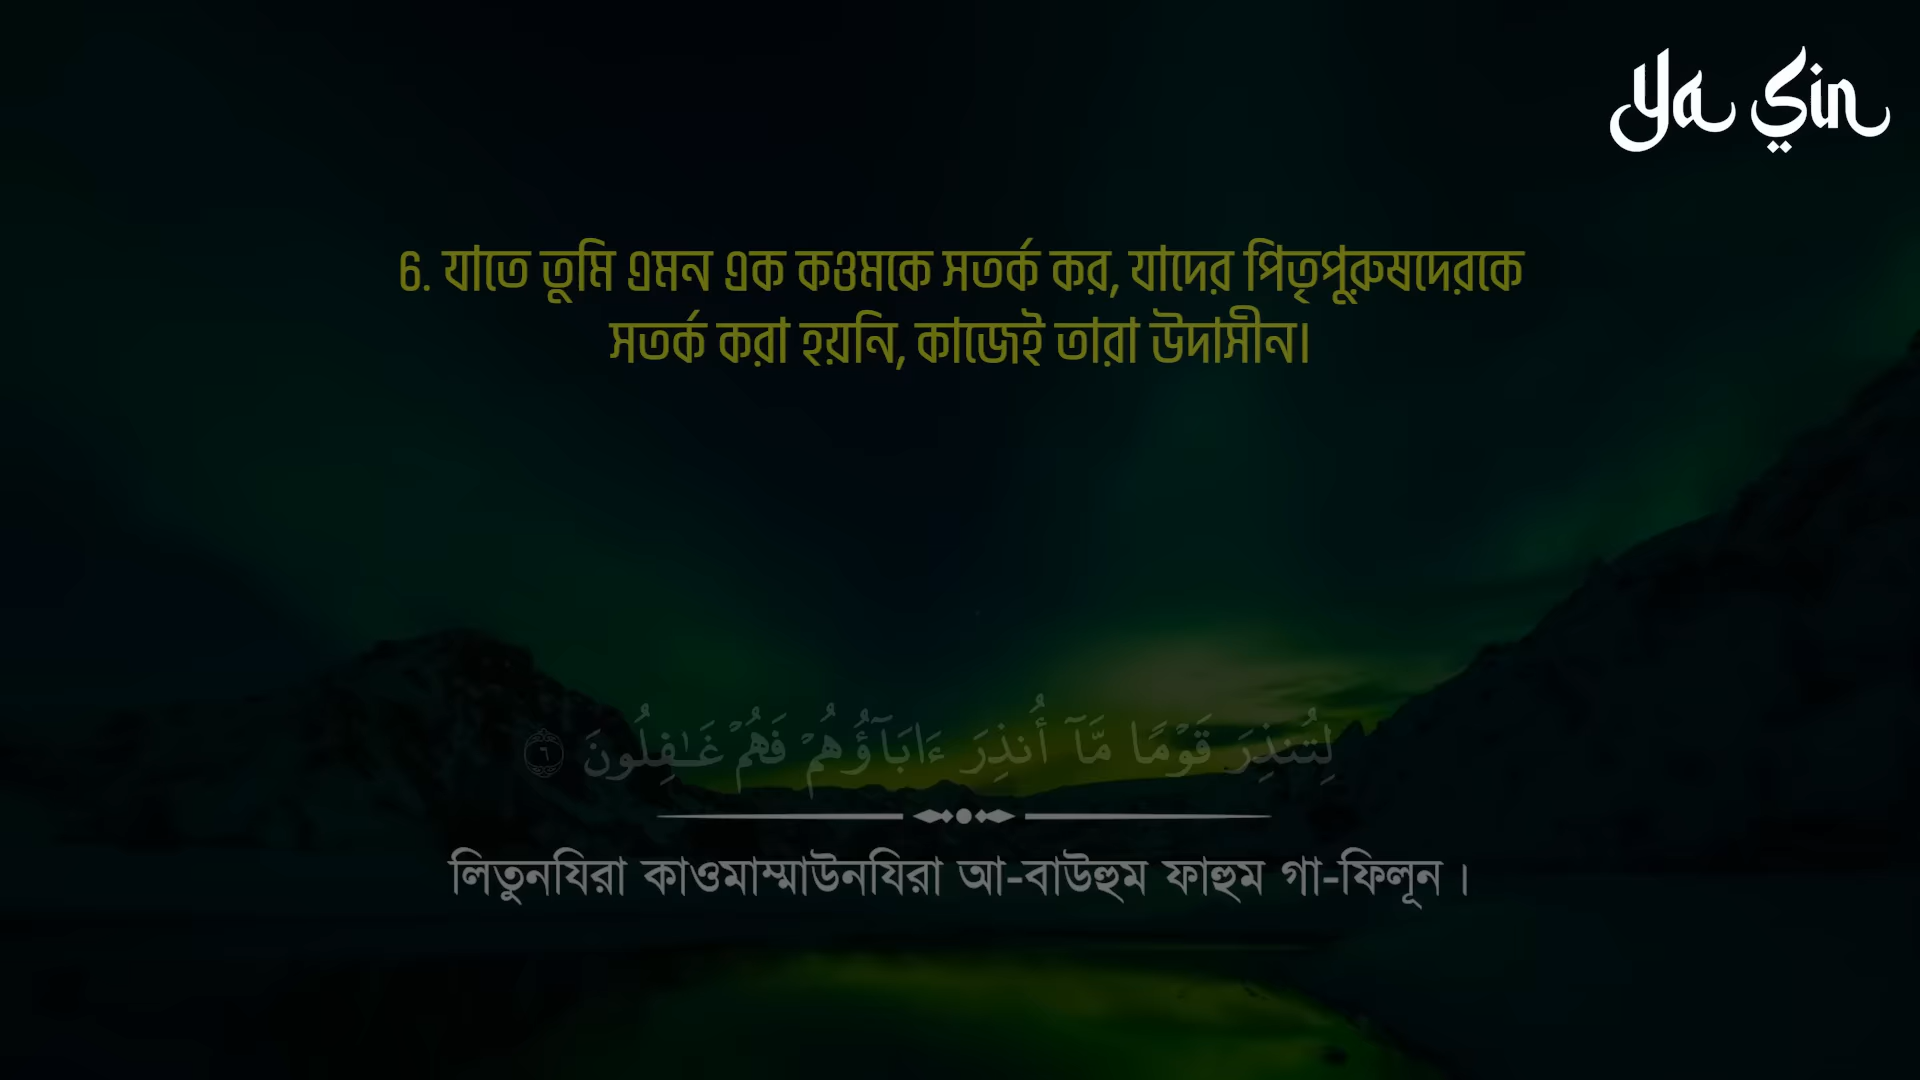 Ya Sin
6. যাতে তুমি এমন এক কওমকে সতর্ক কর, যাদের পিতৃপুরুষদেরকে
সতর্ক করা হয়নি, কাজেই তারা উদাসীন।
لِتُنذِرَ قَوْمًا مَّآ أُنذِرَ ءَابَآؤُهُمْ فَهُمْ غَـٰفِلُونَ ٦
লিতুনযিরা কাওমাম্মাউনযিরা আ-বাউহুম ফাহুম গা-ফিলূন ।